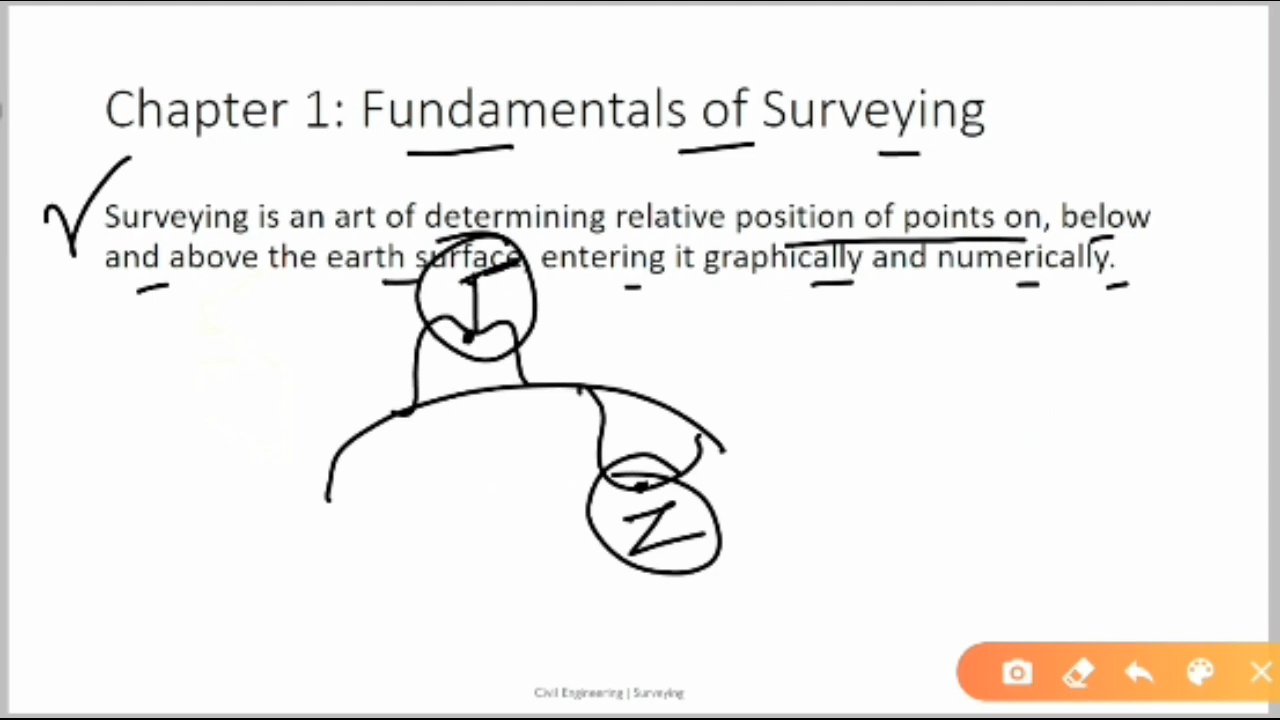 Chapter 1: Fundamentals of Surveying
Surveying is an art of determining relative position of points on, below
and above the earth surface, entering it graphically and numerically.
Civil Engineering | Surveying